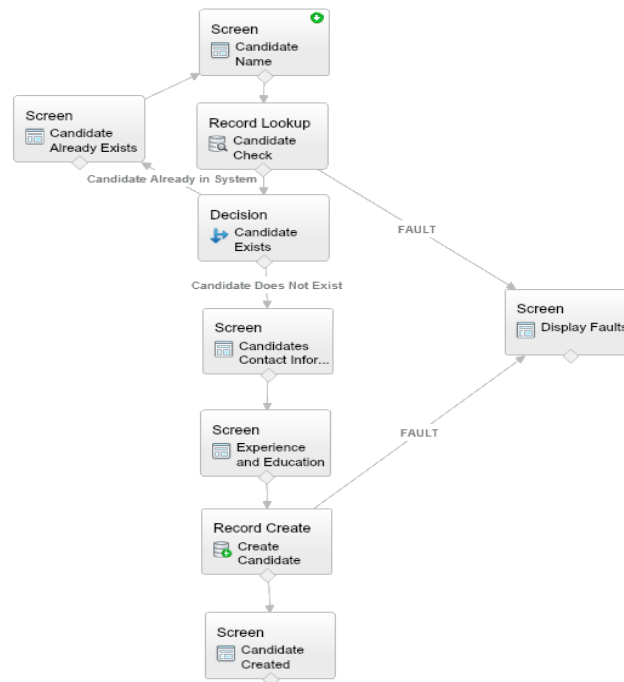 Screen
Candidate
Name
Screen
Candidate
Already Exists
Record Lookup
Candidate
Check
Candidate Already in System
Decision
Candidate
Exists
FAULT
Candidate Does Not Exist
Screen
Display Faults
Screen
Candidates
Contact Infor...
Screen
Experience
and Education
FAULT
Record Create
Create
Candidate
Screen
Candidate
Created